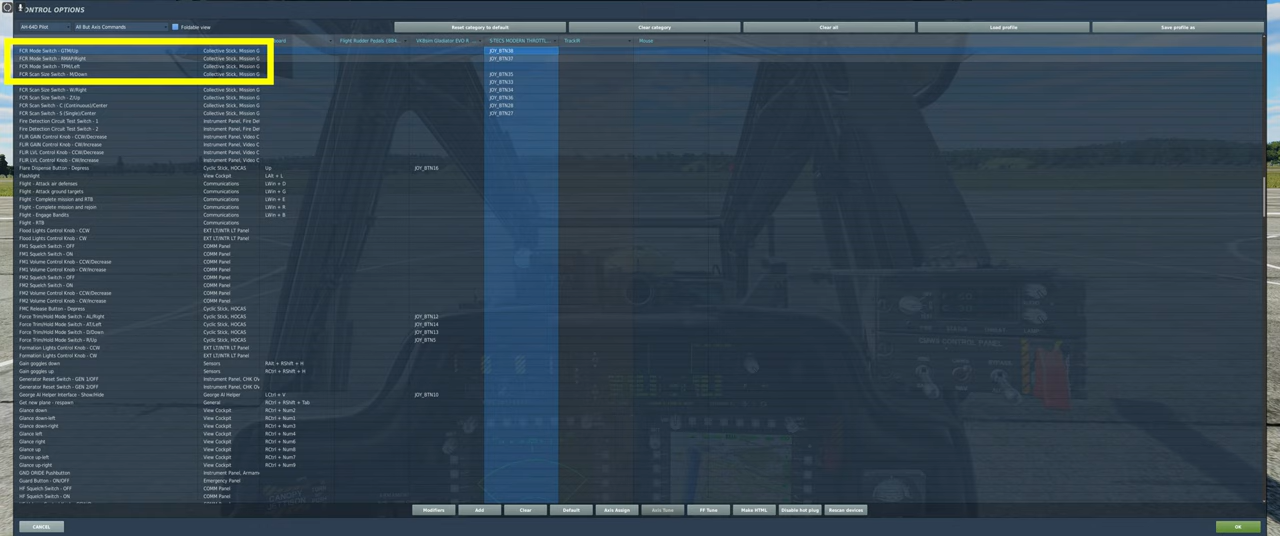 CONTROL OPTIONS
AH-64D Pilot All But Axis Commands Foldable view Reset category to default Clear category Clear all Load profile Save profile as
Flight Rudder Pedals (884... VKBsim Gladiator EVO R ... S-TECS MODERN THROTTL... TrackIR Mouse
FCR Mode Switch - GTM/Up Collective Stick, Mission G JOY_BTN38
FCR Mode Switch - RMAP/Right Collective Stick, Mission G JOY_BTN37
FCR Mode Switch - TPM/Left Collective Stick, Mission G
FCR Scan Size Switch - M/Down Collective Stick, Mission G JOY_BTN35
JOY_BTN33
FCR Scan Size Switch - W/Right Collective Stick, Mission G JOY_BTN34
FCR Scan Size Switch - Z/Up Collective Stick, Mission G JOY_BTN36
FCR Scan Switch - C (Continuous)/Center Collective Stick, Mission G JOY_BTN28
FCR Scan Switch - S (Single)/Center Collective Stick, Mission G JOY_BTN27
Fire Detection Circuit Test Switch - 1 Instrument Panel, Fire Det
Fire Detection Circuit Test Switch - 2 Instrument Panel, Fire Det
FLIR GAIN Control Knob - CCW/Decrease Instrument Panel, Video C
FLIR GAIN Control Knob - CW/Increase Instrument Panel, Video C
FLIR LVL Control Knob - CCW/Decrease Instrument Panel, Video C
FLIR LVL Control Knob - CW/Increase Instrument Panel, Video C
Flare Dispense Button - Depress Cyclic Stick, HOCAS Up JOY_BTN16
Flashlight View Cockpit LAlt + L
Flight - Attack air defenses Communications LWin + D
Flight - Attack ground targets Communications LWin + G
Flight - Complete mission and RTB Communications LWin + E
Flight - Complete mission and rejoin Communications LWin + R
Flight - Engage Bandits Communications LWin + B
Flight - RTB Communications
Flood Lights Control Knob - CCW EXT LT/INTR LT Panel
Flood Lights Control Knob - CW EXT LT/INTR LT Panel
FM1 Squelch Switch - OFF COMM Panel
FM1 Squelch Switch - ON COMM Panel
FM1 Volume Control Knob - CCW/Decrease COMM Panel
FM1 Volume Control Knob - CW/Increase COMM Panel
FM2 Squelch Switch - OFF COMM Panel
FM2 Squelch Switch - ON COMM Panel
FM2 Volume Control Knob - CCW/Decrease COMM Panel
FM2 Volume Control Knob - CW/Increase COMM Panel
FMC Release Button - Depress Cyclic Stick, HOCAS
Force Trim/Hold Mode Switch - AL/Right Cyclic Stick, HOCAS JOY_BTN12
Force Trim/Hold Mode Switch - AT/Left Cyclic Stick, HOCAS JOY_BTN14
Force Trim/Hold Mode Switch - D/Down Cyclic Stick, HOCAS JOY_BTN13
Force Trim/Hold Mode Switch - R/Up Cyclic Stick, HOCAS JOY_BTN5
Formation Lights Control Knob - CCW EXT LT/INTR LT Panel
Formation Lights Control Knob - CW EXT LT/INTR LT Panel
Gain goggles down Sensors RAlt + RShift + H
Gain goggles up Sensors RCtrl + RShift + H
Generator Reset Switch - GEN 1/OFF Instrument Panel, CHK OV
Generator Reset Switch - GEN 2/OFF Instrument Panel, CHK OV
George AI Helper Interface - Show/Hide George AI Helper LCtrl + V JOY_BTN10
Get new plane - respawn General RCtrl + RShift + Tab
Glance down View Cockpit RCtrl + Num2
Glance down-left View Cockpit RCtrl + Num1
Glance down-right View Cockpit RCtrl + Num3
Glance left View Cockpit RCtrl + Num4
Glance right View Cockpit RCtrl + Num6
Glance up View Cockpit RCtrl + Num8
Glance up-left View Cockpit RCtrl + Num7
Glance up-right View Cockpit RCtrl + Num9
GND ORIDE Pushbutton Instrument Panel, Armame
Guard Button - ON/OFF Emergency Panel
HF Squelch Switch - OFF COMM Panel
HF Squelch Switch - ON COMM Panel
Modifiers Add Clear Default Axis Assign Axis Tune FF Tune Make HTML Disable hot plug Rescan devices
CANCEL OK